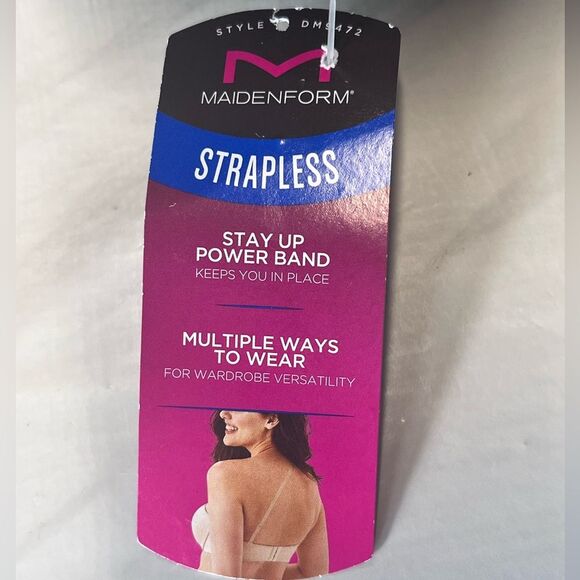 STYLE DM9472
MAIDENFORM®
STRAPLESS
STAY UP
POWER BAND
KEEPS YOU IN PLACE
MULTIPLE WAYS
TO WEAR
FOR WARDROBE VERSATILITY